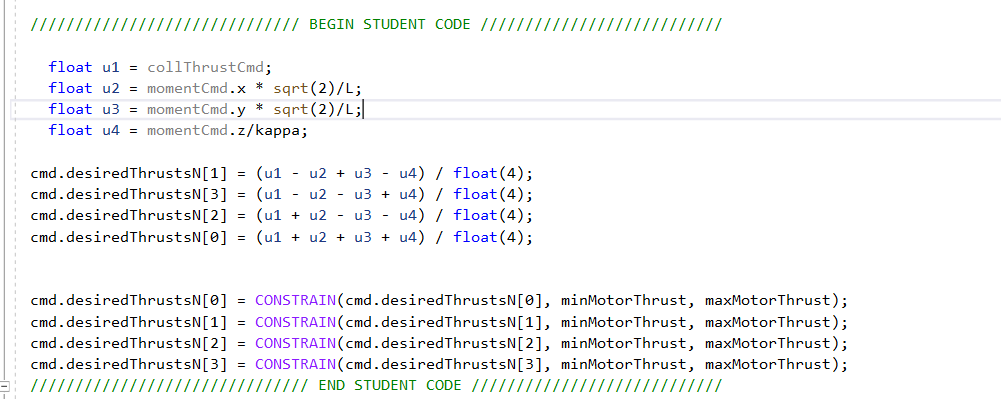 ////////////////////////////// BEGIN STUDENT CODE ///////////////////////////
float u1 = collThrustCmd;
float u2 = momentCmd.x * sqrt(2)/L;
float u3 = momentCmd.y * sqrt(2)/L;
float u4 = momentCmd.z/kappa;
cmd.desiredThrustsN[1] = (u1 - u2 + u3 - u4) / float(4);
cmd.desiredThrustsN[3] = (u1 - u2 - u3 + u4) / float(4);
cmd.desiredThrustsN[2] = (u1 + u2 - u3 - u4) / float(4);
cmd.desiredThrustsN[0] = (u1 + u2 + u3 + u4) / float(4);
cmd.desiredThrustsN[0] = CONSTRAIN(cmd.desiredThrustsN[0], minMotorThrust, maxMotorThrust);
cmd.desiredThrustsN[1] = CONSTRAIN(cmd.desiredThrustsN[1], minMotorThrust, maxMotorThrust);
cmd.desiredThrustsN[2] = CONSTRAIN(cmd.desiredThrustsN[2], minMotorThrust, maxMotorThrust);
cmd.desiredThrustsN[3] = CONSTRAIN(cmd.desiredThrustsN[3], minMotorThrust, maxMotorThrust);
/////////////////////////////// END STUDENT CODE ////////////////////////////